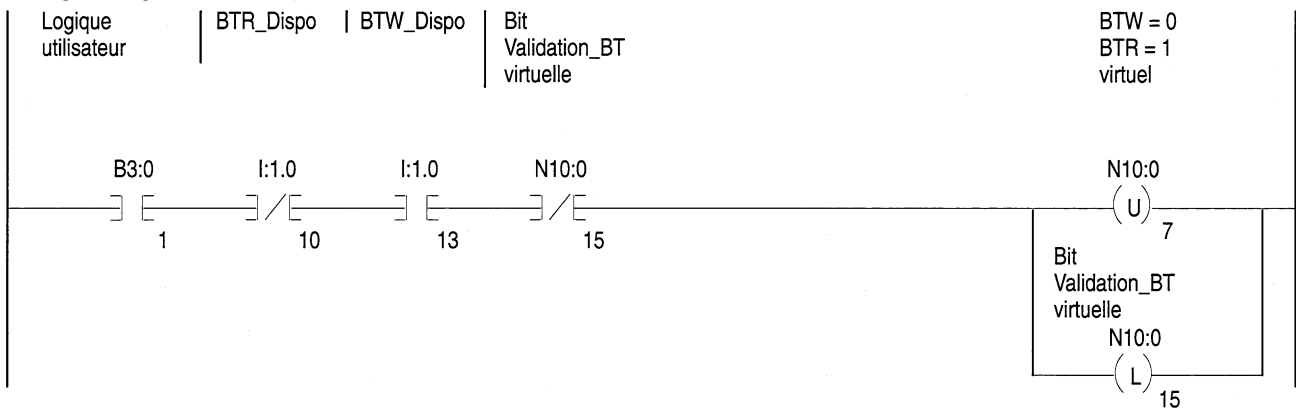 Logique
utilisateur
BTR_Dispo
BTW_Dispo
Bit
Validation_BT
virtuelle
BTW = 0
BTR = 1
virtuel
B3:0
I:1.0
I:1.0
N10:0
N10:0
U
1
10
13
15
7
Bit
Validation_BT
virtuelle
N10:0
L
15